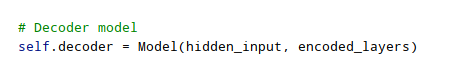 # Decoder model
self.decoder = Model(hidden_input, encoded_layers)